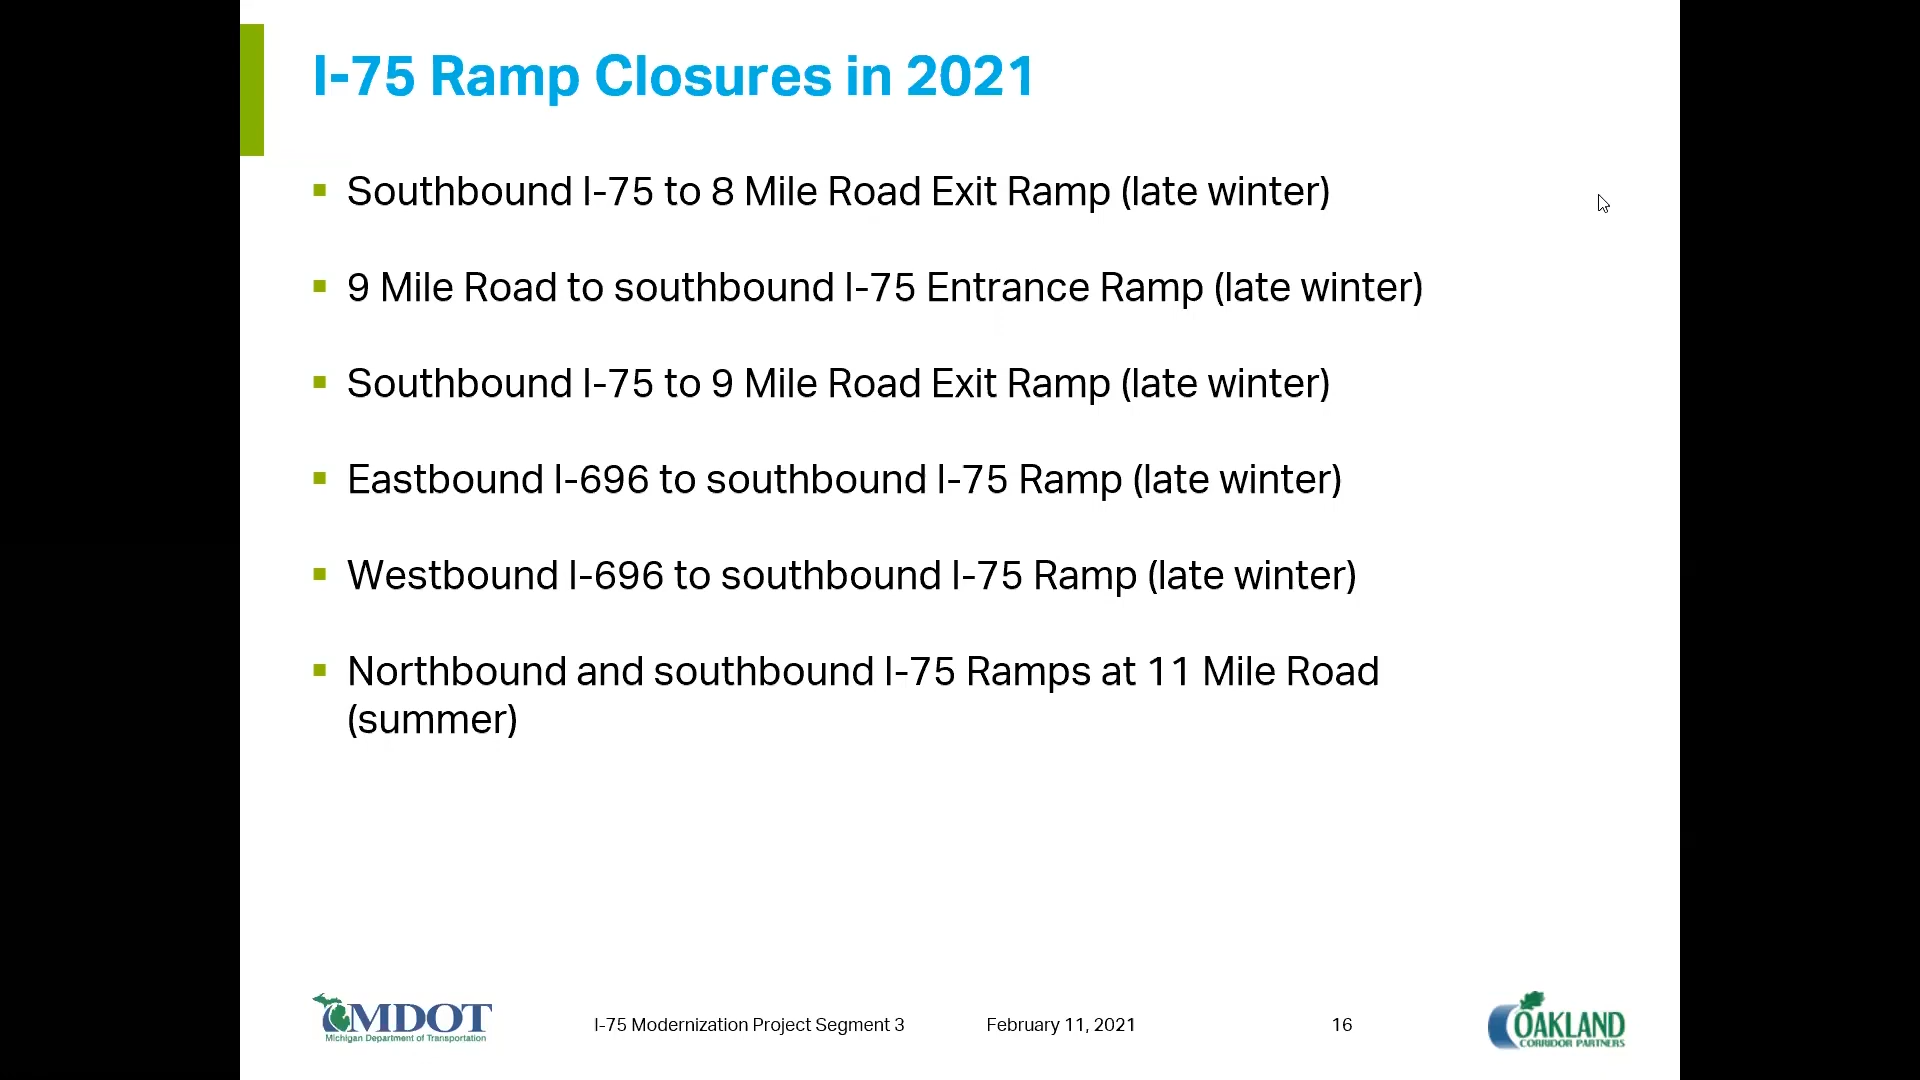 I-75 Ramp Closures in 2021
▪ Southbound I-75 to 8 Mile Road Exit Ramp (late winter)
▪ 9 Mile Road to southbound I-75 Entrance Ramp (late winter)
▪ Southbound I-75 to 9 Mile Road Exit Ramp (late winter)
▪ Eastbound I-696 to southbound I-75 Ramp (late winter)
▪ Westbound I-696 to southbound I-75 Ramp (late winter)
▪ Northbound and southbound I-75 Ramps at 11 Mile Road
(summer)
MDOT
Michigan Department of Transportation
I-75 Modernization Project Segment 3 February 11, 2021 16
OAKLAND
CORRIDOR PARTNERS